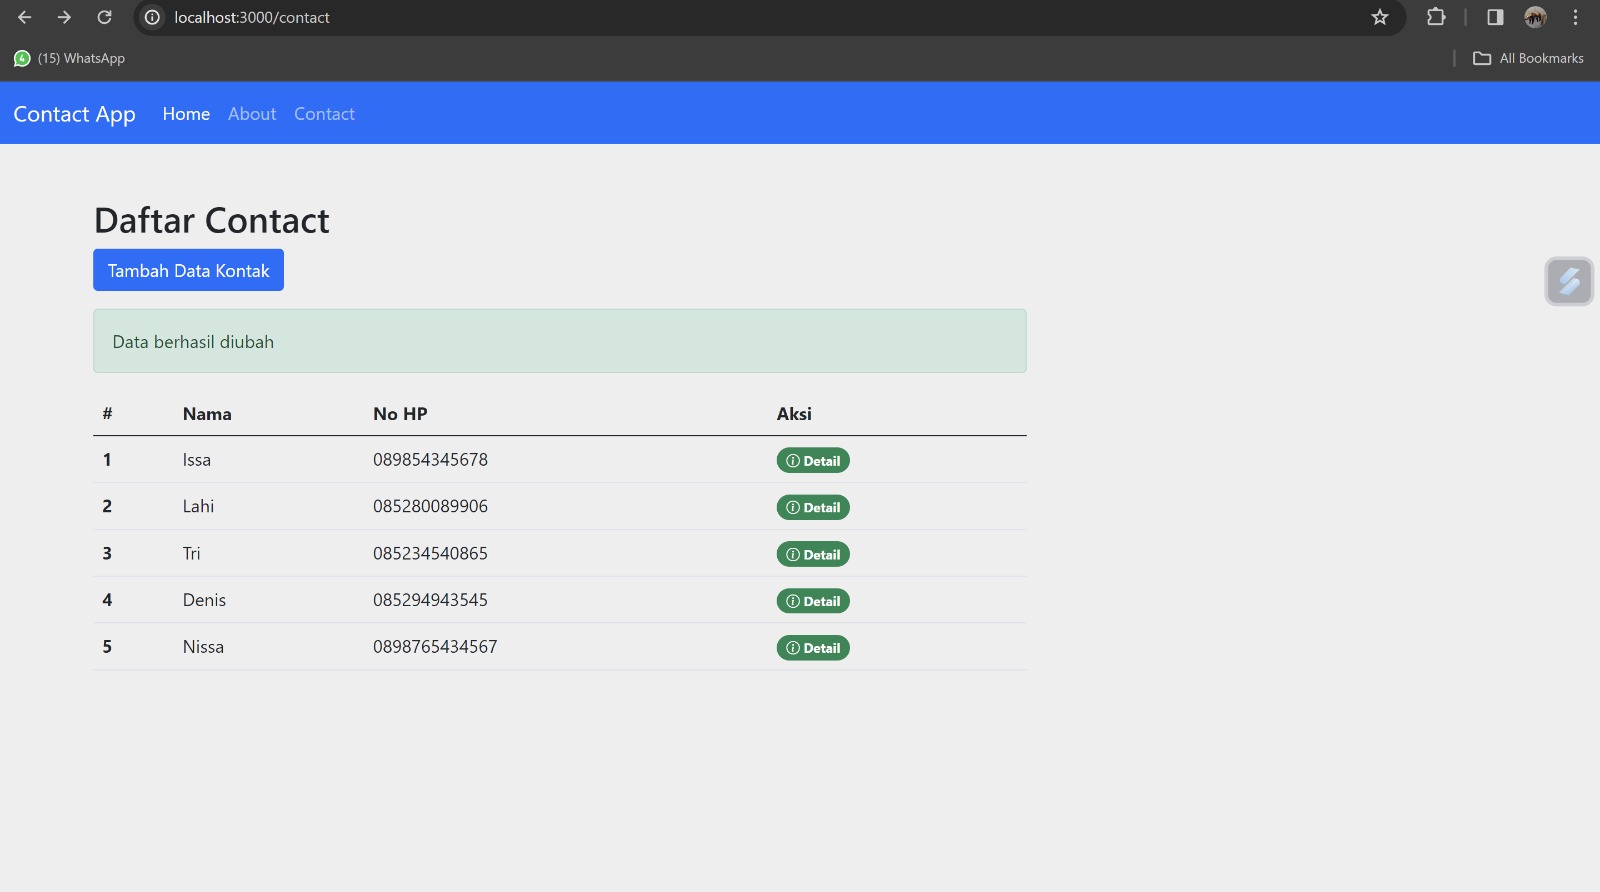 localhost:3000/contact
4 (15) WhatsApp All Bookmarks
Contact App Home About Contact
Daftar Contact
Tambah Data Kontak
Data berhasil diubah
# Nama No HP Aksi
1 Issa 089854345678 Detail
2 Lahi 085280089906 Detail
3 Tri 085234540865 Detail
4 Denis 085294943545 Detail
5 Nissa 0898765434567 Detail